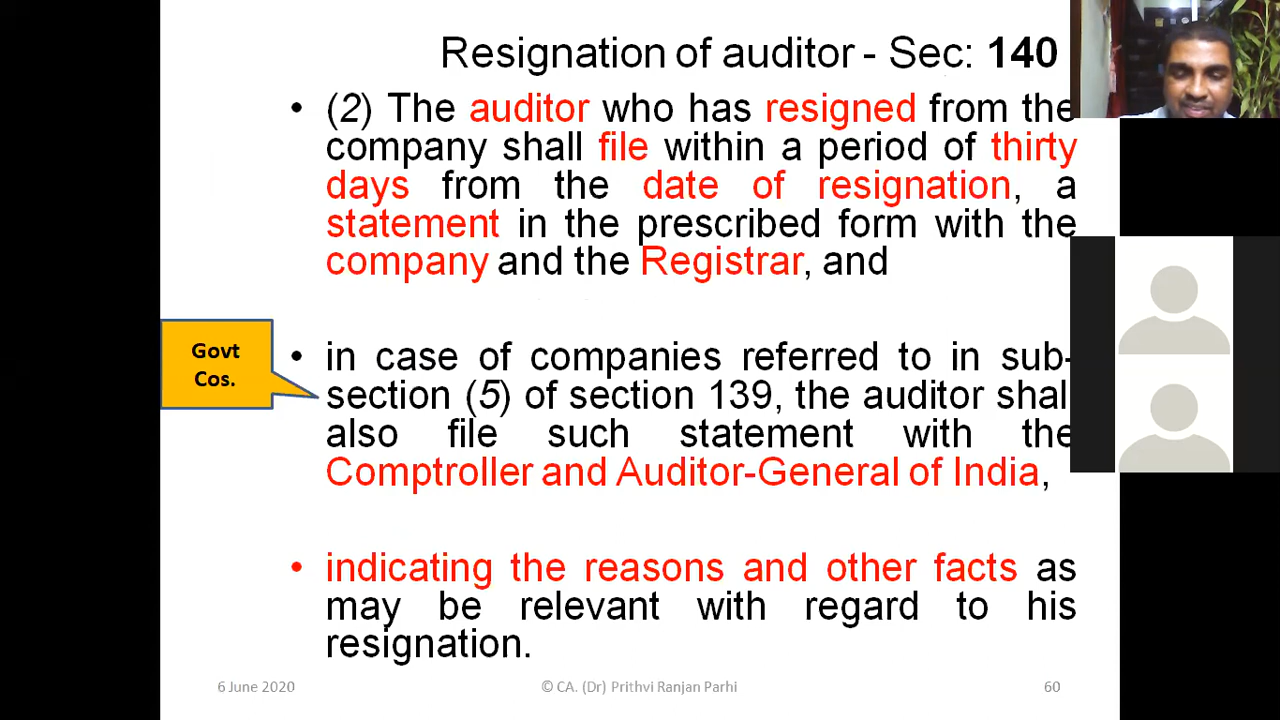 Resignation of auditor - Sec: 140
• (2) The auditor who has resigned from the
company shall file within a period of thirty
days from the date of resignation, a
statement in the prescribed form with the
company and the Registrar, and
Govt
Cos.
• in case of companies referred to in sub-
section (5) of section 139, the auditor shall
also file such statement with the
Comptroller and Auditor-General of India,
• indicating the reasons and other facts as
may be relevant with regard to his
resignation.
6 June 2020
© CA. (Dr) Prithvi Ranjan Parhi
60